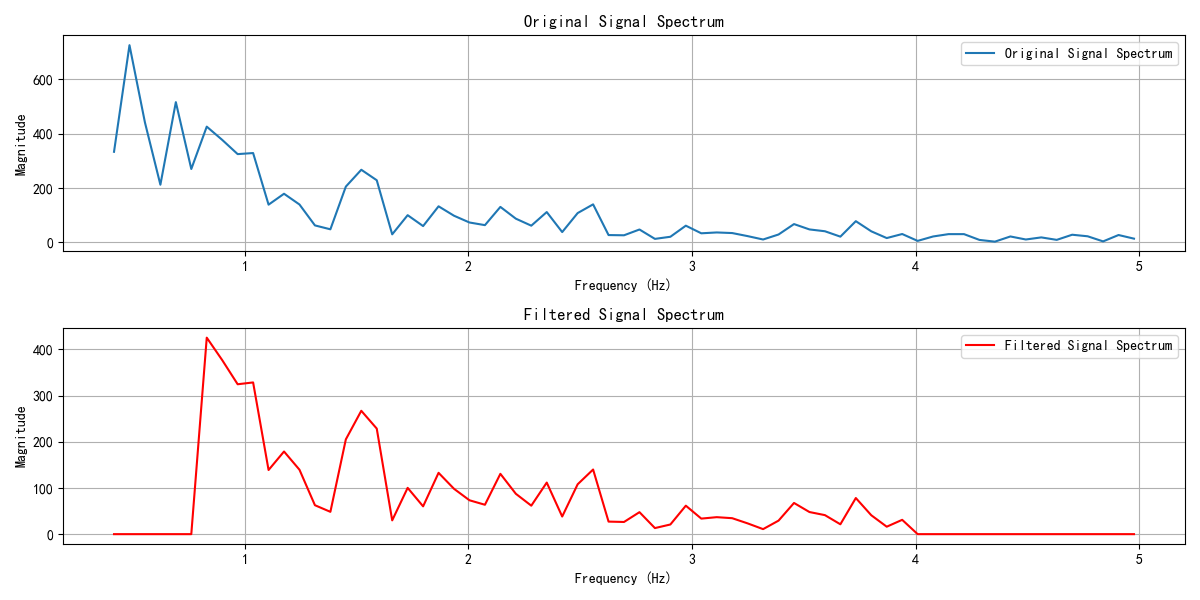 Original Signal Spectrum
Original Signal Spectrum
600
400
200
0
Magnitude
1 2 3 4 5
Frequency (Hz)
Filtered Signal Spectrum
Filtered Signal Spectrum
400
300
200
100
0
Magnitude
1 2 3 4 5
Frequency (Hz)